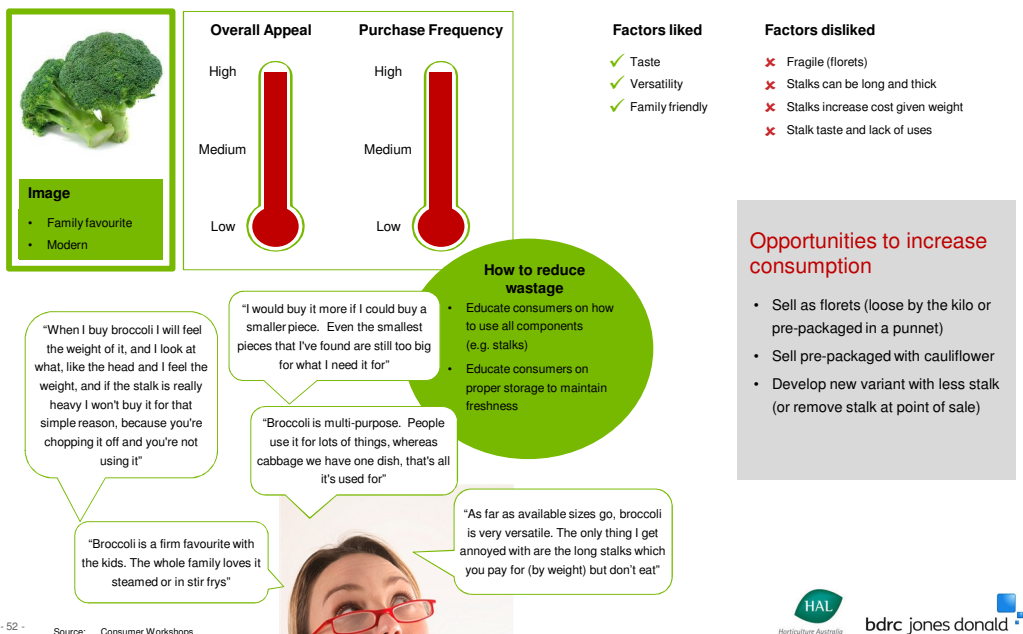 Image
• Family favourite
• Modern
Overall Appeal
High
Medium
Low
Purchase Frequency
High
Medium
Low
Factors liked
✓ Taste
✓ Versatility
✓ Family friendly
Factors disliked
✗ Fragile (florets)
✗ Stalks can be long and thick
✗ Stalks increase cost given weight
✗ Stalk taste and lack of uses
How to reduce
wastage
• Educate consumers on how
to use all components
(e.g. stalks)
• Educate consumers on
proper storage to maintain
freshness
Opportunities to increase
consumption
• Sell as florets (loose by the kilo or
pre-packaged in a punnet)
• Sell pre-packaged with cauliflower
• Develop new variant with less stalk
(or remove stalk at point of sale)
“When I buy broccoli I will feel
the weight of it, and I look at
what, like the head and I feel the
weight, and if the stalk is really
heavy I won't buy it for that
simple reason, because you're
chopping it off and you're not
using it”
“I would buy it more if I could buy a
smaller piece. Even the smallest
pieces that I've found are still too big
for what I need it for”
“Broccoli is multi-purpose. People
use it for lots of things, whereas
cabbage we have one dish, that's all
it's used for”
“Broccoli is a firm favourite with
the kids. The whole family loves it
steamed or in stir frys”
“As far as available sizes go, broccoli
is very versatile. The only thing I get
annoyed with are the long stalks which
you pay for (by weight) but don't eat”
- 52 -
Source: Consumer Workshops
HAL
Horticulture Australia
bdrc jones donald